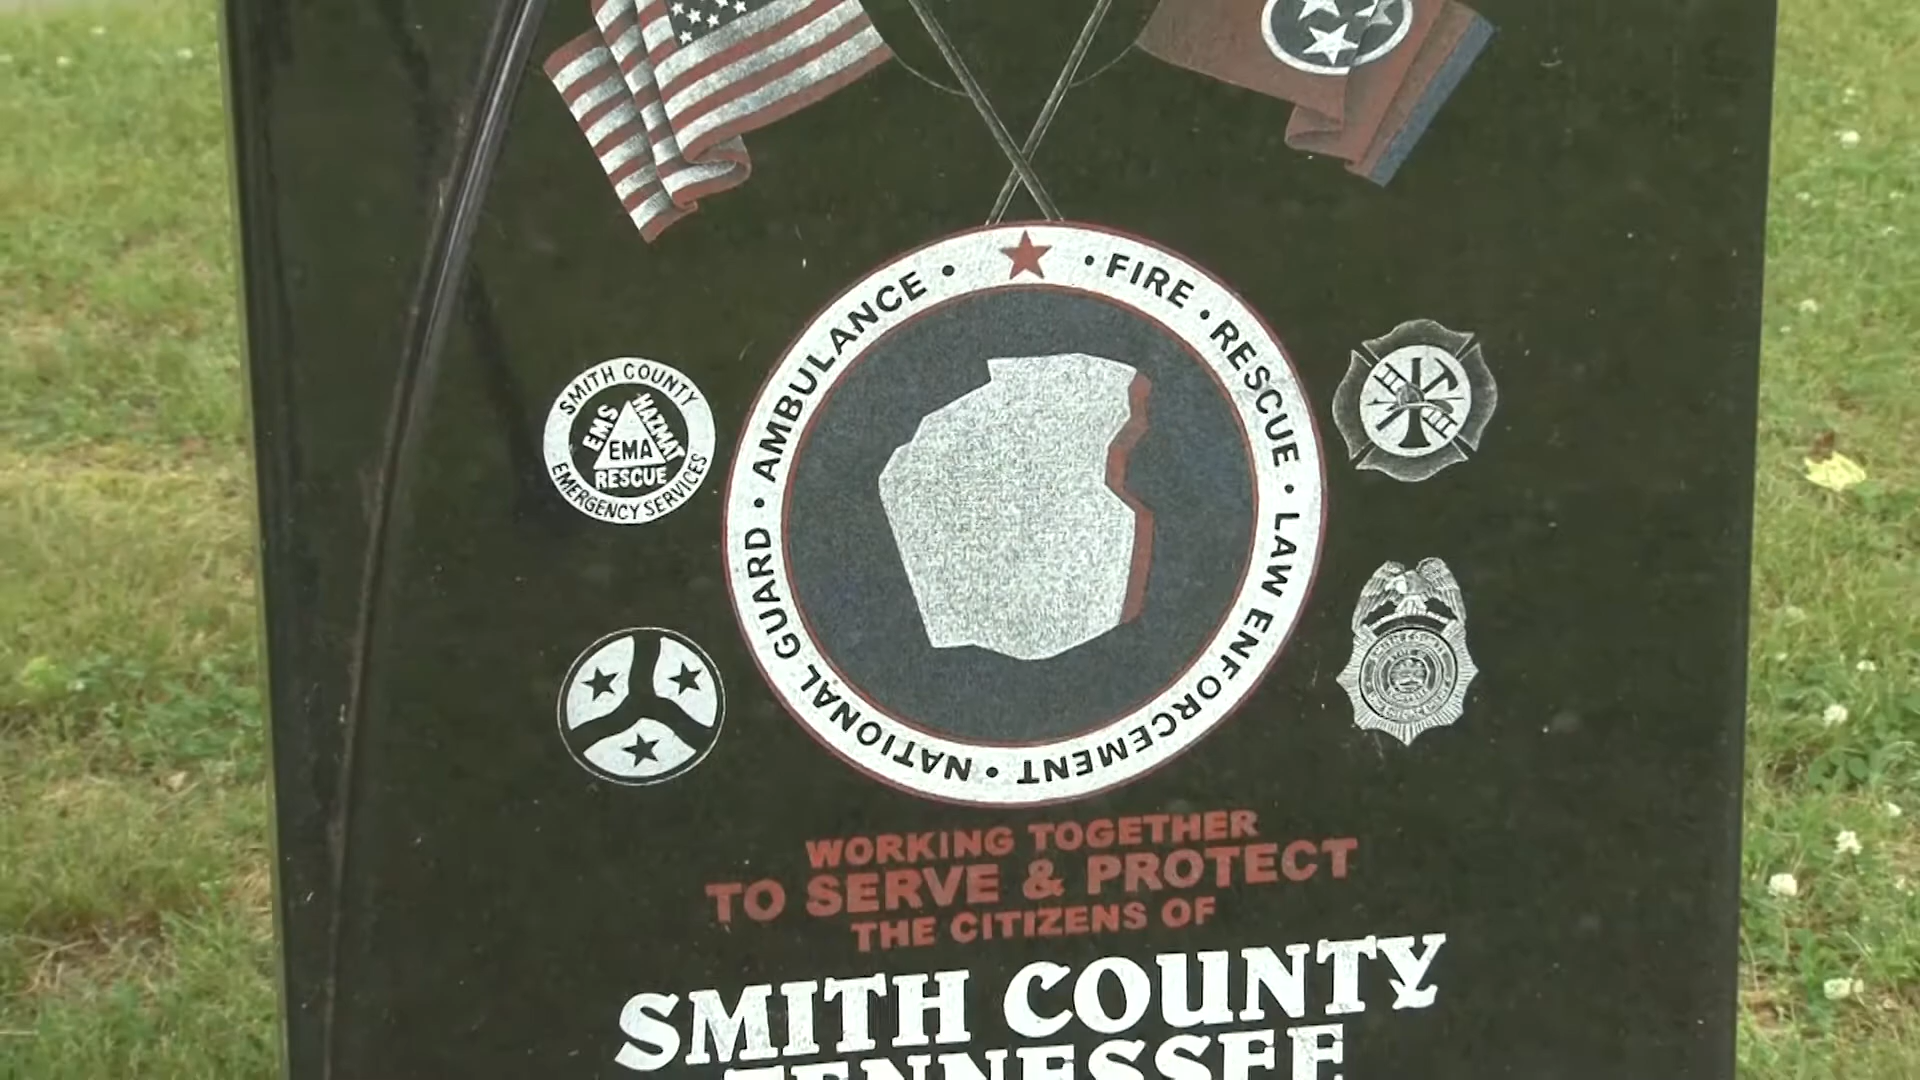 • FIRE • RESCUE • LAW ENFORCEMENT • NATIONAL GUARD • AMBULANCE •
SMITH COUNTY
EMS
HAZMAT
EMA
RESCUE
EMERGENCY SERVICES
WORKING TOGETHER
TO SERVE & PROTECT
THE CITIZENS OF
SMITH COUNTY
TENNESSEE